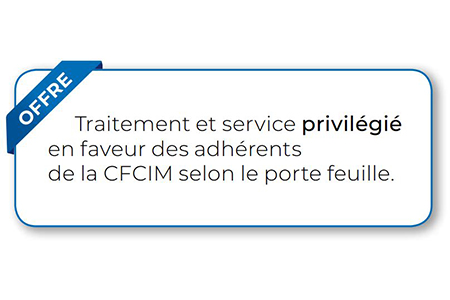 OFFRE
Traitement et service privilégié
en faveur des adhérents
de la CFCIM selon le porte feuille.